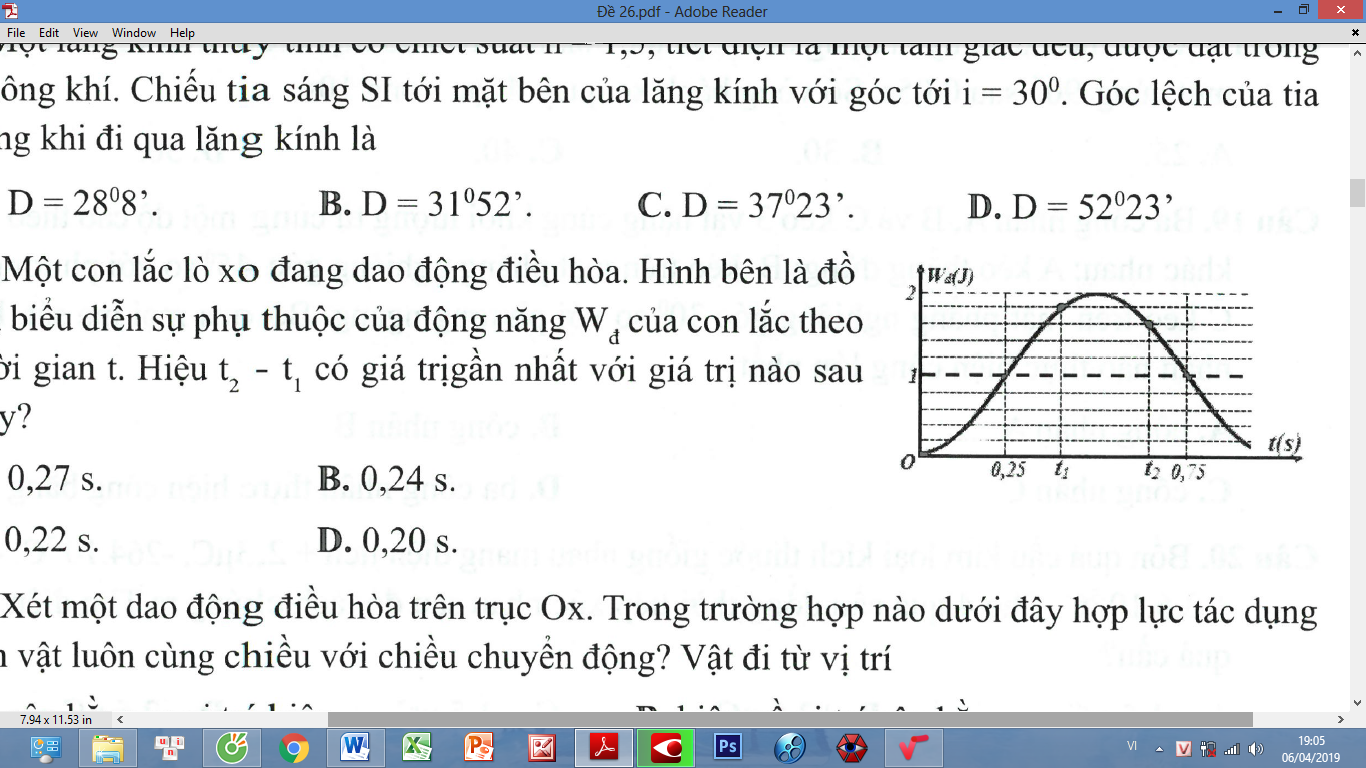 Đề 26.pdf - Adobe Reader
File Edit View Window Help
ông khí. Chiếu tia sáng SI tới mặt bên của lăng kính với góc tới i = 30⁰. Góc lệch của tia
ng khi đi qua lăng kính là
D = 28⁰8’. B. D = 31⁰52’. C. D = 37⁰23’. D. D = 52⁰23’
Một con lắc lò xo đang dao động điều hòa. Hình bên là đồ
biểu diễn sự phụ thuộc của động năng W_đ của con lắc theo
ời gian t. Hiệu t₂ - t₁ có giá trịgần nhất với giá trị nào sau
y?
Wđ(J)
2
1
O 0,25 t₁ t₂ 0,75 t(s)
0,27 s. B. 0,24 s.
0,22 s. D. 0,20 s.
Xét một dao động điều hòa trên trục Ox. Trong trường hợp nào dưới đây hợp lực tác dụng
n vật luôn cùng chiều với chiều chuyển động? Vật đi từ vị trí
7.94 x 11.53 in
VI
19:05
06/04/2019